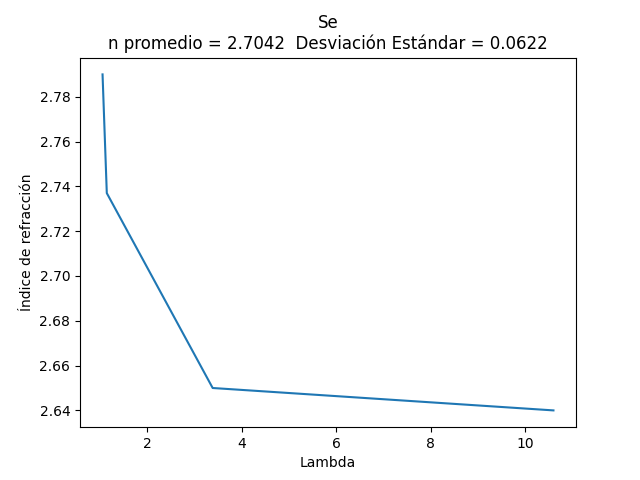 Se
n promedio = 2.7042  Desviación Estándar = 0.0622
2.78
2.76
2.74
2.72
2.70
2.68
2.66
2.64
Índice de refracción
2 4 6 8 10
Lambda